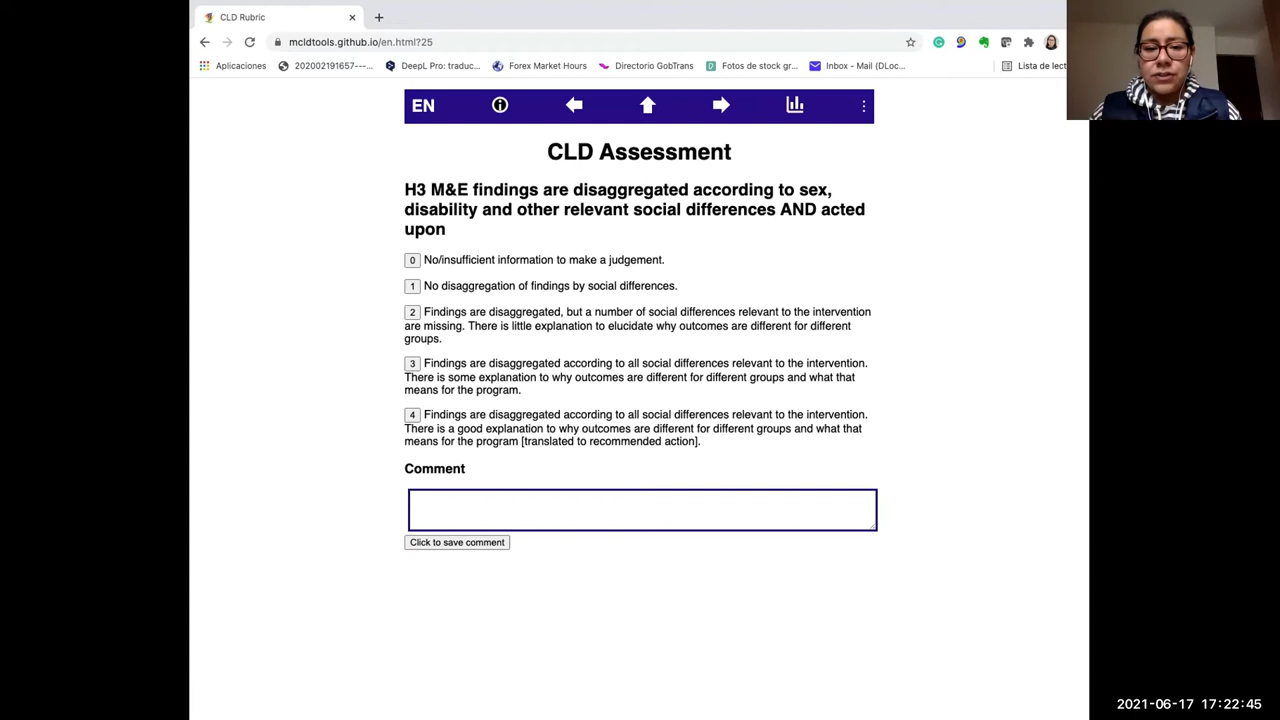 CLD Rubric
mcldtools.github.io/en.html?25
Aplicaciones
202002191657-...
DeepL Pro: traduc...
Forex Market Hours
Directorio GobTrans
Fotos de stock gr...
Inbox - Mail (DLoc...
Lista de lect
EN
CLD Assessment
H3 M&E findings are disaggregated according to sex,
disability and other relevant social differences AND acted
upon
0 No/insufficient information to make a judgement.
1 No disaggregation of findings by social differences.
2 Findings are disaggregated, but a number of social differences relevant to the intervention
are missing. There is little explanation to elucidate why outcomes are different for different
groups.
3 Findings are disaggregated according to all social differences relevant to the intervention.
There is some explanation to why outcomes are different for different groups and what that
means for the program.
4 Findings are disaggregated according to all social differences relevant to the intervention.
There is a good explanation to why outcomes are different for different groups and what that
means for the program [translated to recommended action].
Comment
Click to save comment
2021-06-17 17:22:45